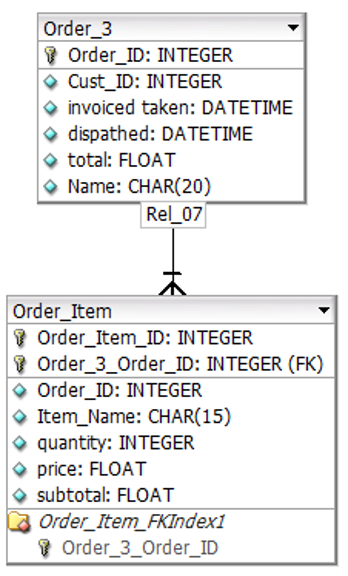 Order_3
Order_ID: INTEGER
Cust_ID: INTEGER
invoiced taken: DATETIME
dispathed: DATETIME
total: FLOAT
Name: CHAR(20)
Rel_07
Order_Item
Order_Item_ID: INTEGER
Order_3_Order_ID: INTEGER (FK)
Order_ID: INTEGER
Item_Name: CHAR(15)
quantity: INTEGER
price: FLOAT
subtotal: FLOAT
Order_Item_FKIndex1
Order_3_Order_ID